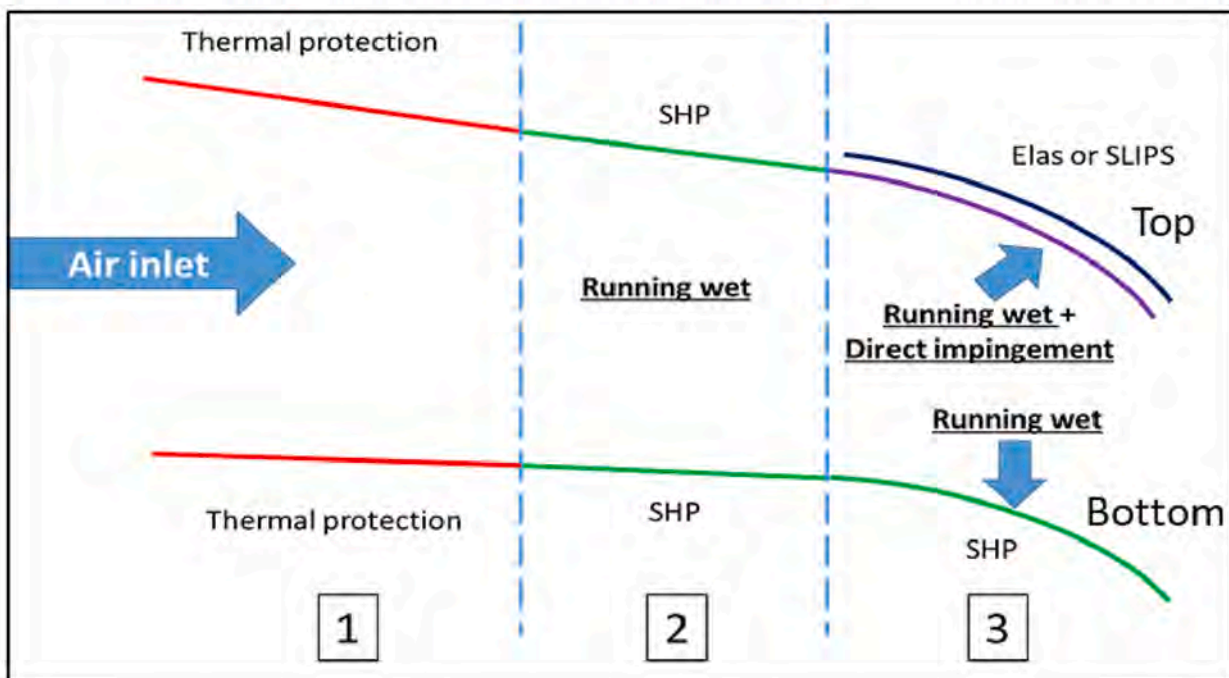 Thermal protection
SHP
Elas or SLIPS
Top
Air inlet
Running wet
Running wet +
Direct impingement
Running wet
Bottom
Thermal protection
SHP
SHP
1
2
3